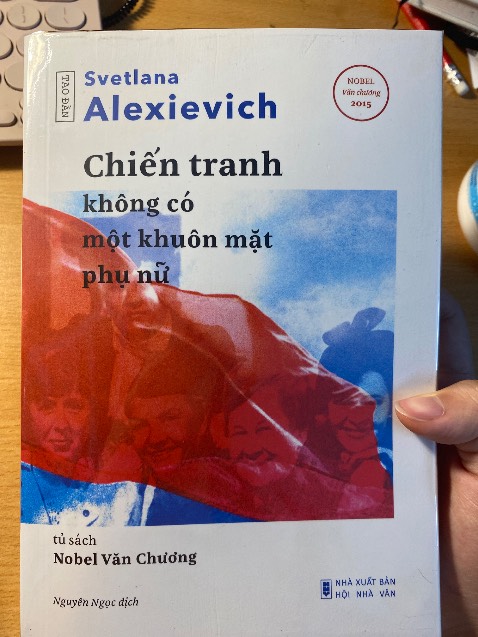 TAO ĐÀN
Svetlana
Alexievich
NOBEL
Văn chương
2015
Chiến tranh
không có
một khuôn mặt
phụ nữ
tủ sách
Nobel Văn Chương
Nguyên Ngọc dịch
NHÀ XUẤT BẢN
HỘI NHÀ VĂN